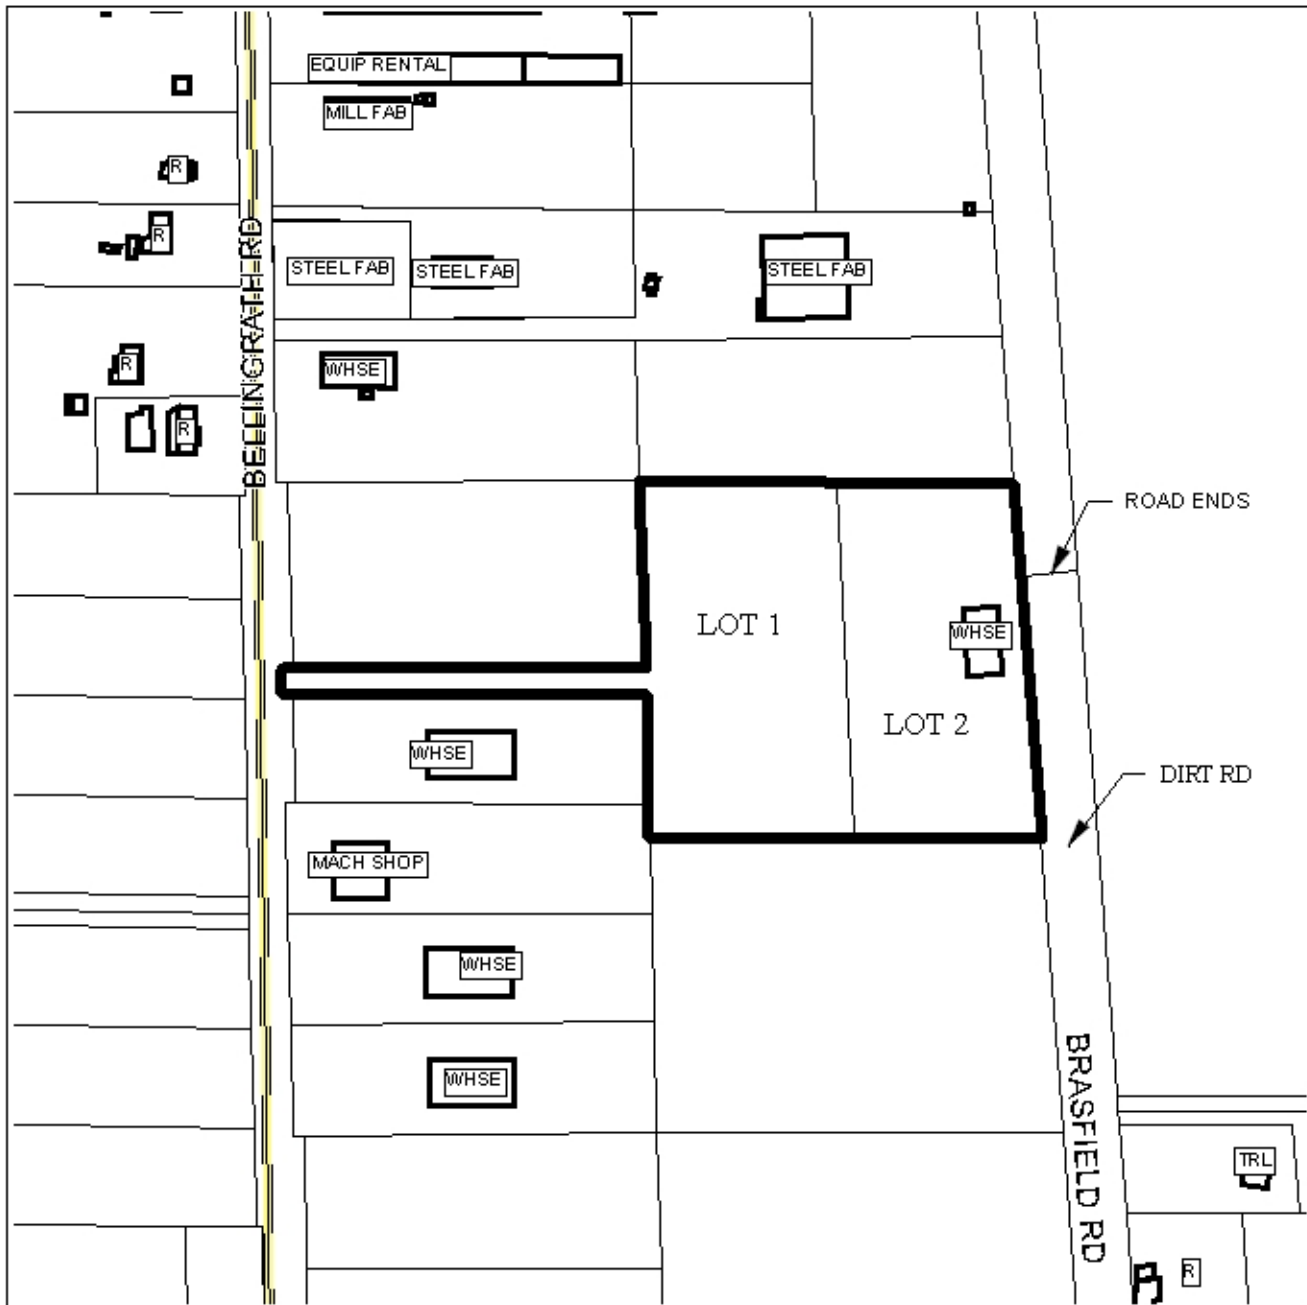 EQUIP RENTAL
MILL FAB
R
R
STEEL FAB
STEEL FAB
STEEL FAB
BELLINGRATH RD
R
WHSE
R
ROAD ENDS
LOT 1
WHSE
LOT 2
WHSE
DIRT RD
MACH SHOP
WHSE
WHSE
BRASFIELD RD
TRL
R